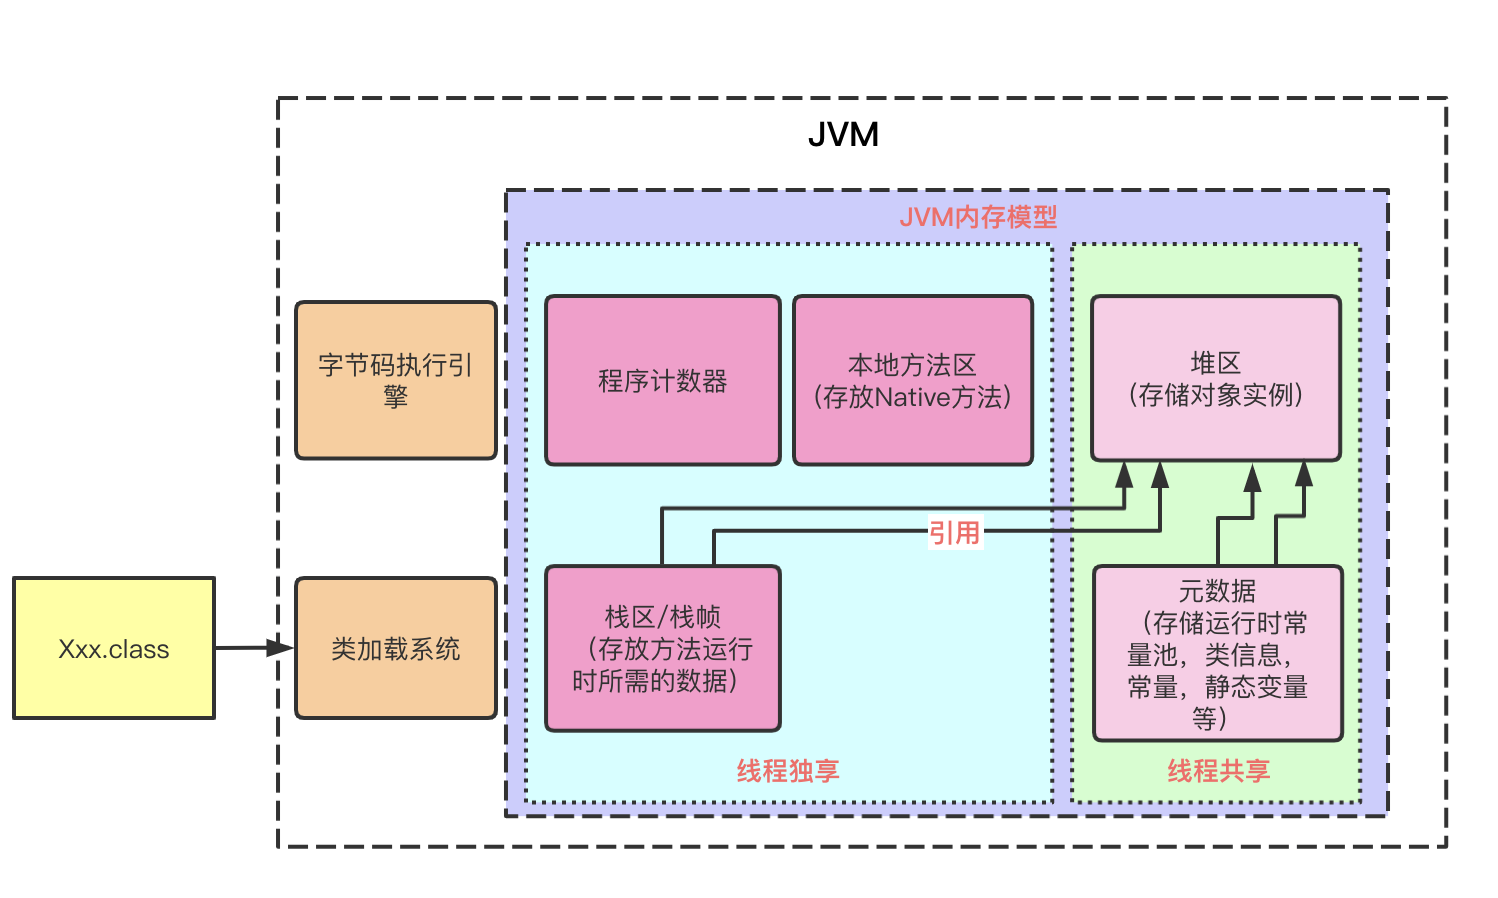 JVM
JVM内存模型
字节码执行引
擎
程序计数器
本地方法区
(存放Native方法)
堆区
(存储对象实例)
引用
Xxx.class
类加载系统
栈区/栈帧
(存放方法运行
时所需的数据)
元数据
(存储运行时常
量池，类信息，
常量，静态变量
等)
线程独享
线程共享